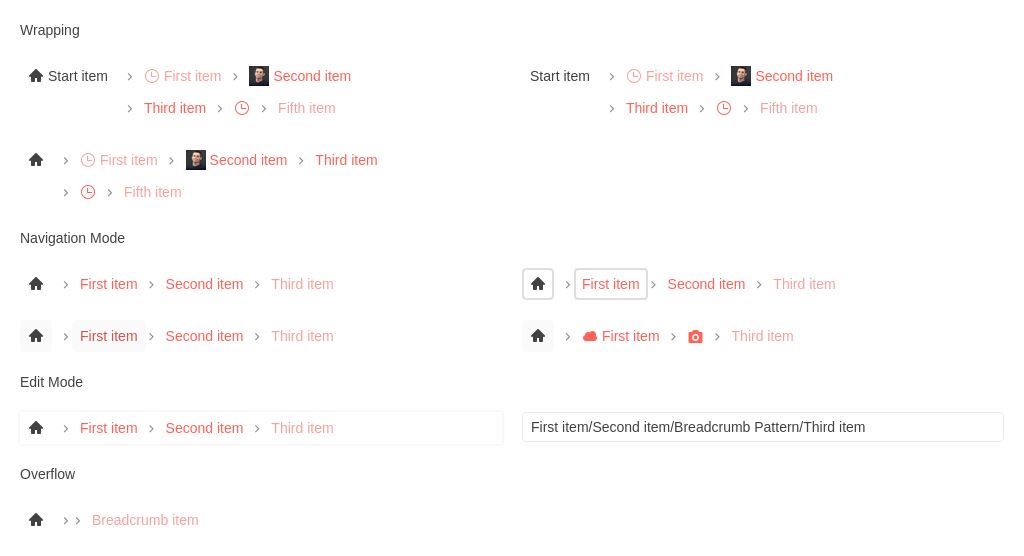 Wrapping
Start item First item Second item
Third item Fifth item
Start item First item Second item
Third item Fifth item
First item Second item Third item
Fifth item
Navigation Mode
First item Second item Third item
First item Second item Third item
First item Second item Third item
First item Third item
Edit Mode
First item Second item Third item
First item/Second item/Breadcrumb Pattern/Third item
Overflow
Breadcrumb item